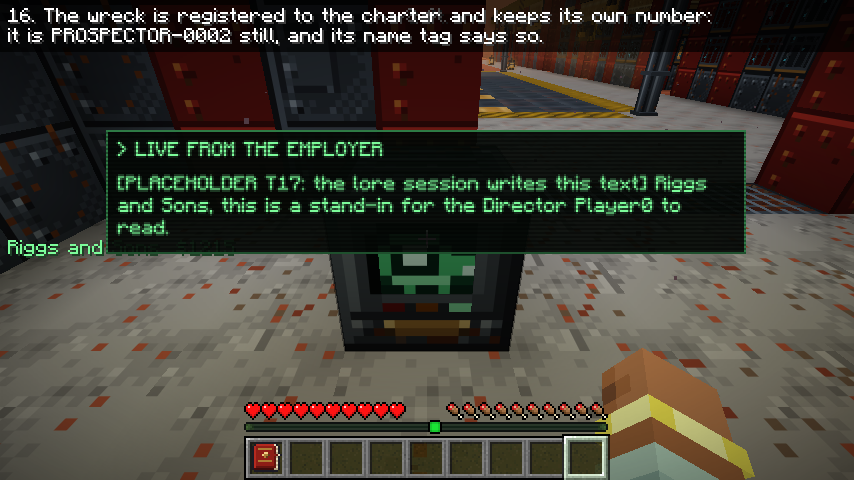 16. The wreck is registered to the charter and keeps its own number:
it is PROSPECTOR-0002 still, and its name tag says so.
> LIVE FROM THE EMPLOYER
[PLACEHOLDER T17: the lore session writes this text] Riggs
and Sons, this is a stand-in for the Director Player0 to
read.
Riggs and Sons